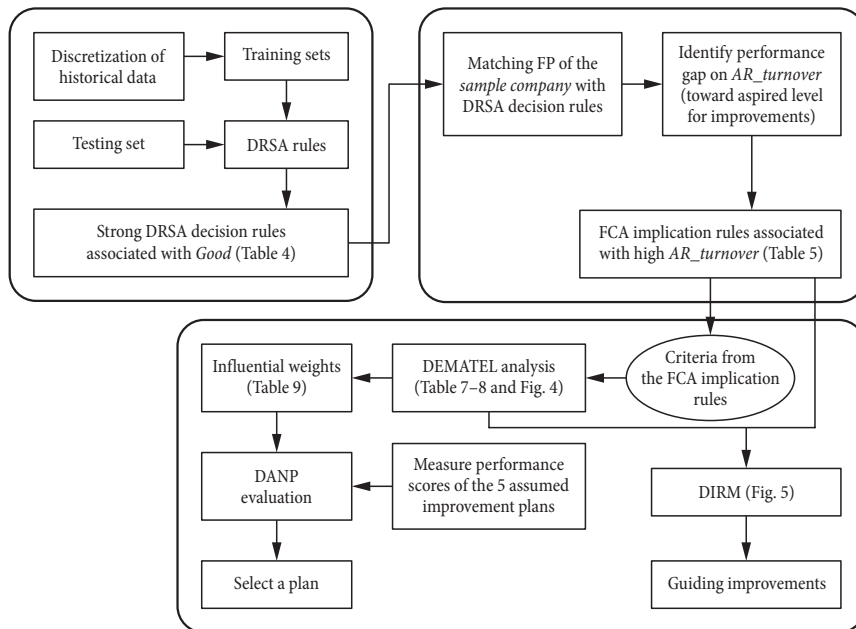 Discretization of
historical data
Training sets
Testing set
DRSA rules
Strong DRSA decision rules
associated with Good (Table 4)
Matching FP of the
sample company with
DRSA decision rules
Identify performance
gap on AR_turnover
(toward aspired level
for improvements)
FCA implication rules associated
with high AR_turnover (Table 5)
Criteria from
the FCA implication
rules
DEMATEL analysis
(Table 7–8 and Fig. 4)
Influential weights
(Table 9)
DANP
evaluation
Measure performance
scores of the 5 assumed
improvement plans
DIRM (Fig. 5)
Select a plan
Guiding improvements